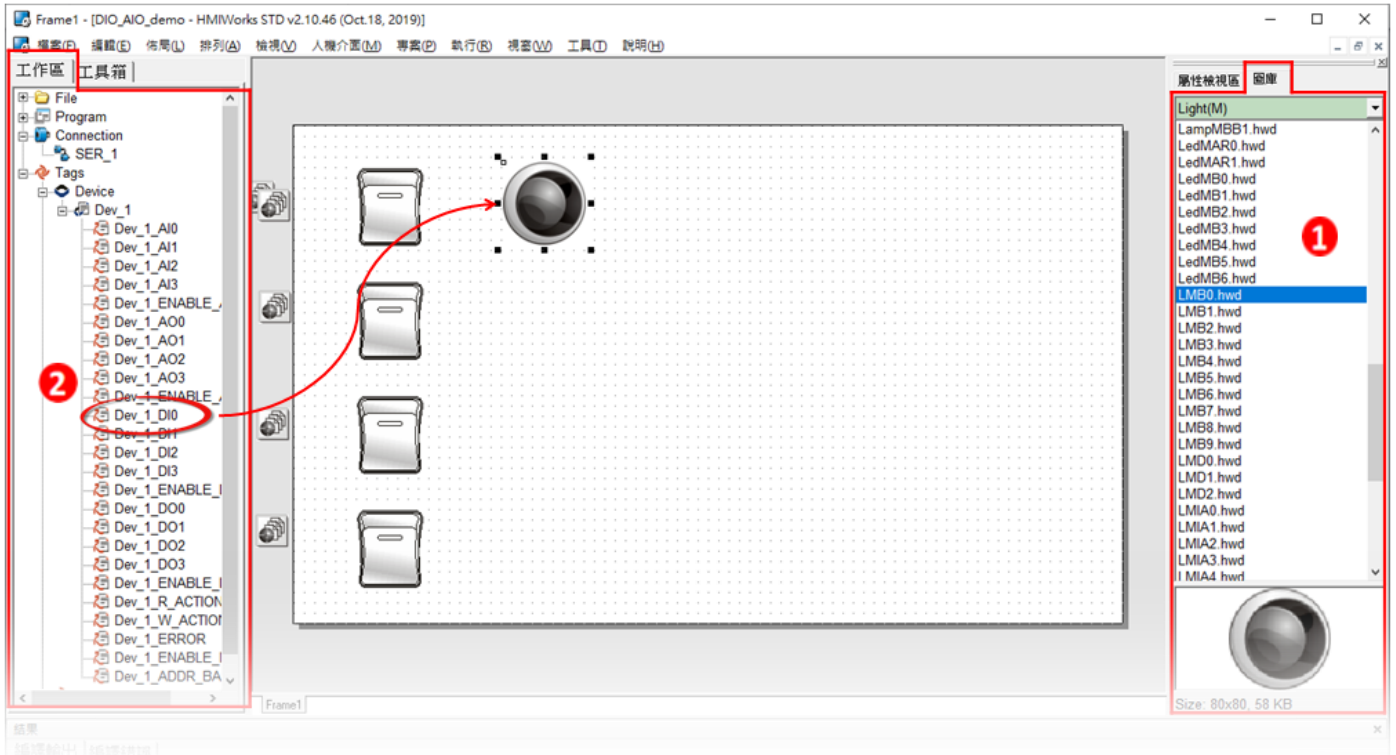 Frame1 - [DIO_AIO_demo - HMIWorks STD v2.10.46 (Oct.18, 2019)]
檔案(F) 編輯(E) 佈局(L) 排列(A) 檢視(V) 人機介面(M) 專案(P) 執行(R) 視窗(W) 工具(T) 說明(H)
工作區 工具箱
File
Program
Connection
SER_1
Tags
Device
Dev_1
Dev_1_AI0
Dev_1_AI1
Dev_1_AI2
Dev_1_AI3
Dev_1_ENABLE_
Dev_1_AO0
Dev_1_AO1
Dev_1_AO2
Dev_1_AO3
Dev_1_ENABLE_
2
Dev_1_DI0
Dev_1_DI1
Dev_1_DI2
Dev_1_DI3
Dev_1_ENABLE_
Dev_1_DO0
Dev_1_DO1
Dev_1_DO2
Dev_1_DO3
Dev_1_ENABLE_
Dev_1_R_ACTION
Dev_1_W_ACTION
Dev_1_ERROR
Dev_1_ENABLE_
Dev_1_ADDR_BA
Frame1
屬性檢視區 圖庫
Light(M)
LampMBB1.hwd
LedMAR0.hwd
LedMAR1.hwd
LedMB0.hwd
LedMB1.hwd
LedMB2.hwd
LedMB3.hwd
LedMB4.hwd
LedMB5.hwd
LedMB6.hwd
1
LMB0.hwd
LMB1.hwd
LMB2.hwd
LMB3.hwd
LMB4.hwd
LMB5.hwd
LMB6.hwd
LMB7.hwd
LMB8.hwd
LMB9.hwd
LMD0.hwd
LMD1.hwd
LMD2.hwd
LMIA0.hwd
LMIA1.hwd
LMIA2.hwd
LMIA3.hwd
LMIA4.hwd
Size: 80x80, 58 KB
結果